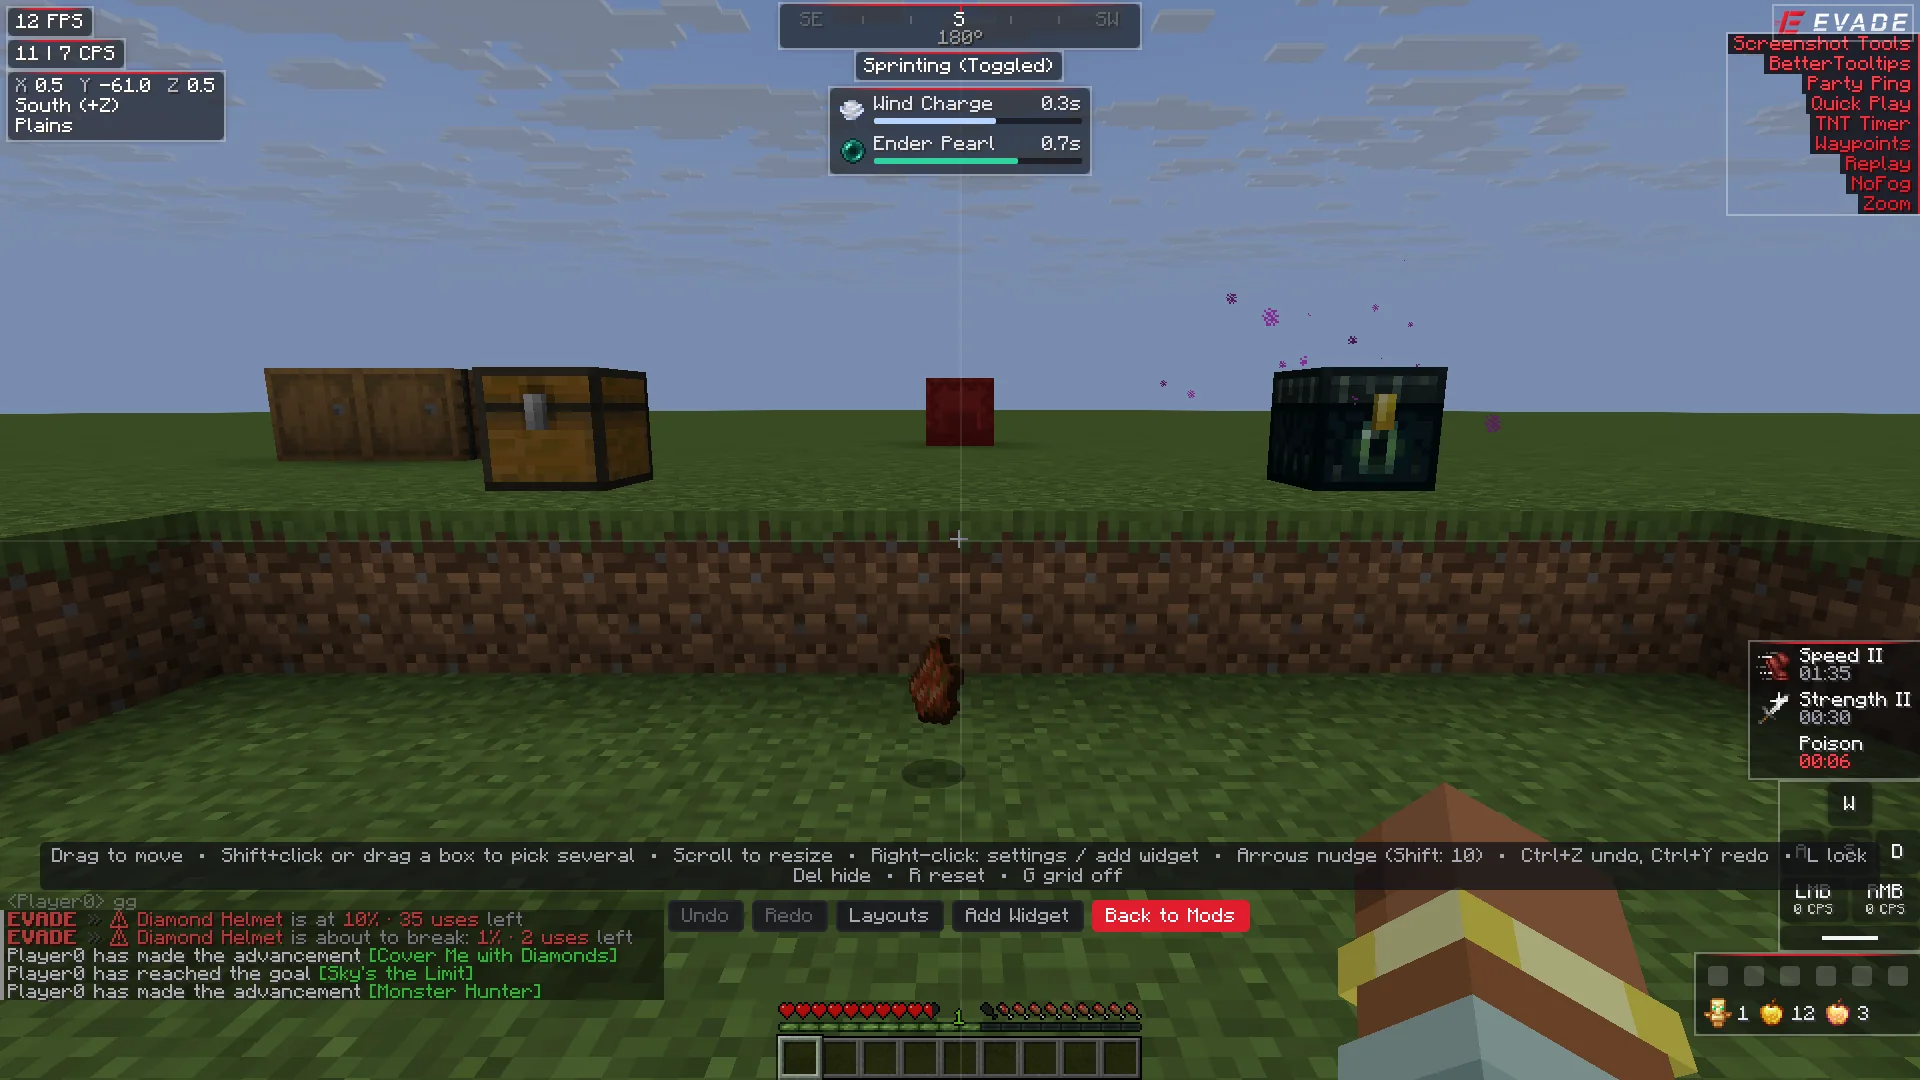 12 FPS
11 | 7 CPS
X 0.5 Y -61.0 Z 0.5
South (+Z)
Plains
SE S SW
180°
Sprinting (Toggled)
Wind Charge 0.3s
Ender Pearl 0.7s
EVADE
Screenshot Tools
BetterTooltips
Party Ping
Quick Play
TNT Timer
Waypoints
Replay
NoFog
Zoom
Speed II
01:35
Strength II
00:30
Poison
00:06
W
A S D
LMB RMB
0 CPS 0 CPS
Drag to move • Shift+click or drag a box to pick several • Scroll to resize • Right-click: settings / add widget • Arrows nudge (Shift: 10) • Ctrl+Z undo, Ctrl+Y redo • L lock
Del hide • R reset • G grid off
Undo Redo Layouts Add Widget Back to Mods
<Player0> gg
EVADE » ⚠ Diamond Helmet is at 10% · 35 uses left
EVADE » ⚠ Diamond Helmet is about to break: 1% · 2 uses left
Player0 has made the advancement [Cover Me with Diamonds]
Player0 has reached the goal [Sky's the Limit]
Player0 has made the advancement [Monster Hunter]
1
1 12 3